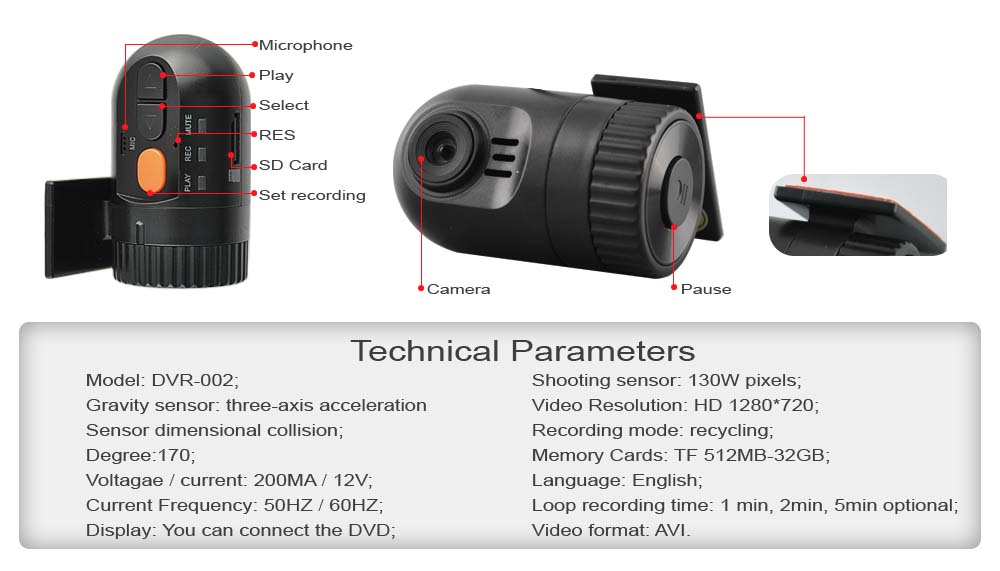 Microphone
Play
Select
RES
SD Card
Set recording
MIC
PLAY
REC
MUTE
Camera
Pause
Technical Parameters
Model: DVR-002;
Gravity sensor: three-axis acceleration
Sensor dimensional collision;
Degree:170;
Voltagae / current: 200MA / 12V;
Current Frequency: 50HZ / 60HZ;
Display: You can connect the DVD;
Shooting sensor: 130W pixels;
Video Resolution: HD 1280*720;
Recording mode: recycling;
Memory Cards: TF 512MB-32GB;
Language: English;
Loop recording time: 1 min, 2min, 5min optional;
Video format: AVI.